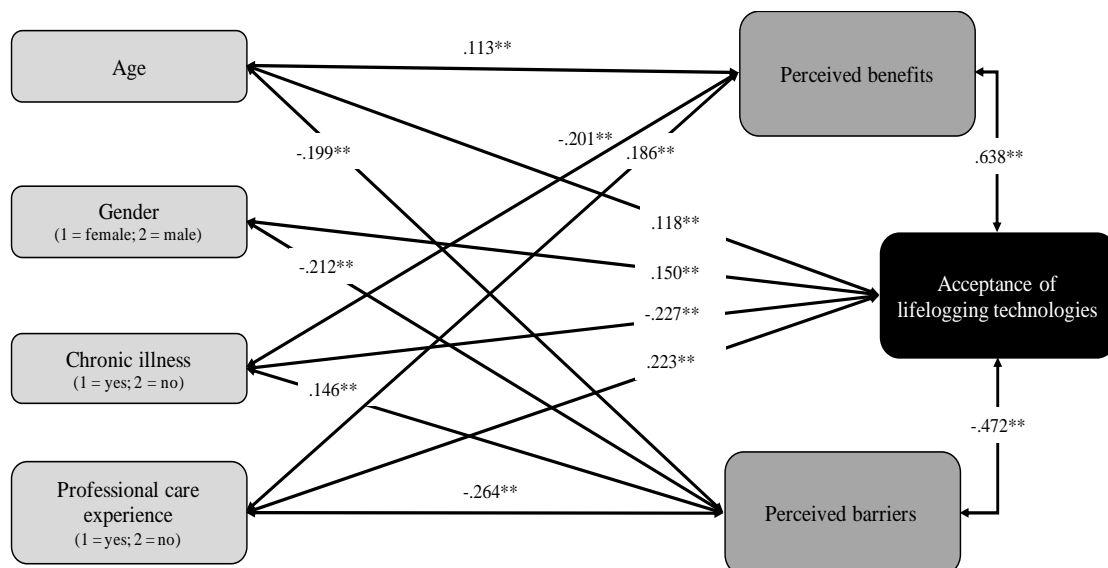 .113**
Age
Perceived benefits
-.201**
.186**
-.199**
.638**
Gender
(1 = female; 2 = male)
.118**
-.212**
.150**
Acceptance of
lifelogging technologies
-.227**
Chronic illness
(1 = yes; 2 = no)
.223**
.146**
-.472**
Professional care
experience
(1 = yes; 2 = no)
-.264**
Perceived barriers